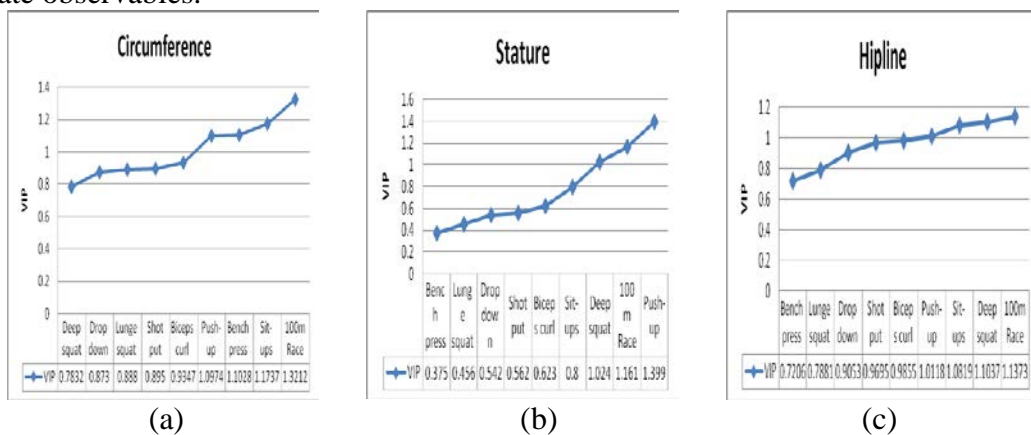 ate observables.
Circumference
1.4
1.2
1
0.8
0.6
0.4
0.2
0
VIP
Deep squat Drop down Lunge squat Shot put Biceps curl Push-up Bench press Sit-ups 100m Race
VIP 0.7832 0.873 0.888 0.895 0.9347 1.0974 1.1028 1.1737 1.3212
(a)
Stature
1.6
1.4
1.2
1
0.8
0.6
0.4
0.2
0
VIP
Benc h press Lung e squat Drop dow n Shot put Bicep s curl Sit-ups Deep squat 100 m Race Push-up
VIP 0.375 0.456 0.542 0.562 0.623 0.8 1.024 1.161 1.399
(b)
Hipline
1.2
1
0.8
0.6
0.4
0.2
0
VIP
Bench press Lunge squat Drop down Shot put Bicep s curl Push-up Sit-ups Deep squat 100m Race
VIP 0.7206 0.7881 0.9053 0.9695 0.9855 1.0118 1.0819 1.1037 1.1373
(c)